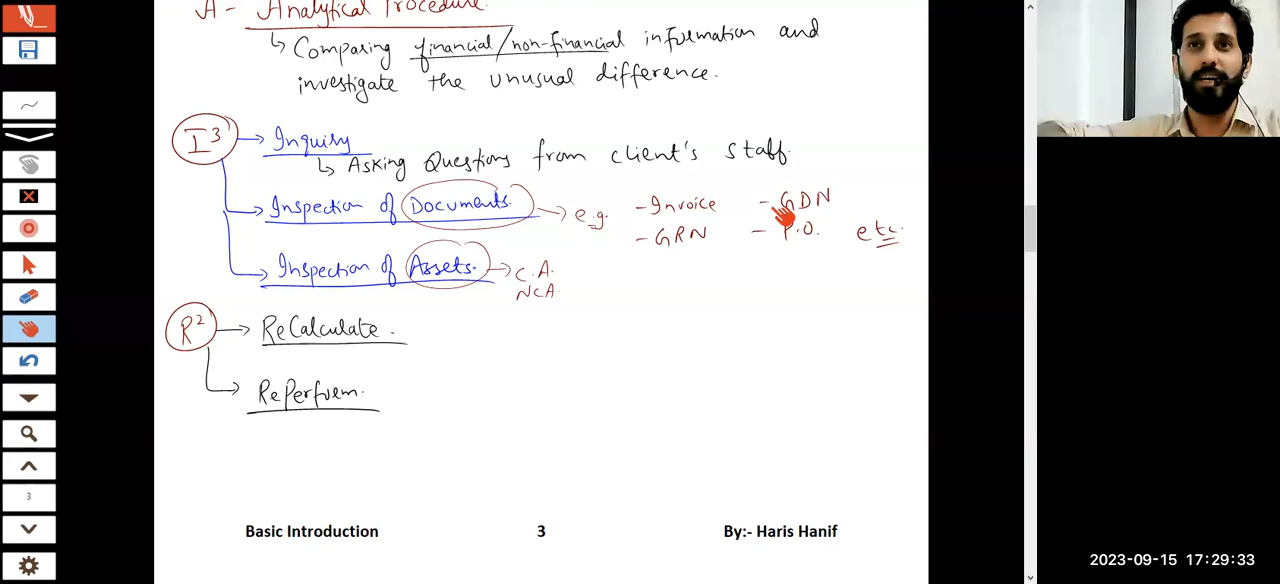 A- Analytical Procedure.
↳ Comparing financial/non-financial information and
investigate the unusual difference.
I³ → Inquiry
↳ Asking Questions from client's staff.
→ Inspection of Documents. → e.g. - Invoice - GDN
- GRN - P.O. etc.
→ Inspection of Assets. → C.A.
NCA.
R² → ReCalculate.
→ RePerform.
3
Basic Introduction 3 By:- Haris Hanif
2023-09-15 17:29:33